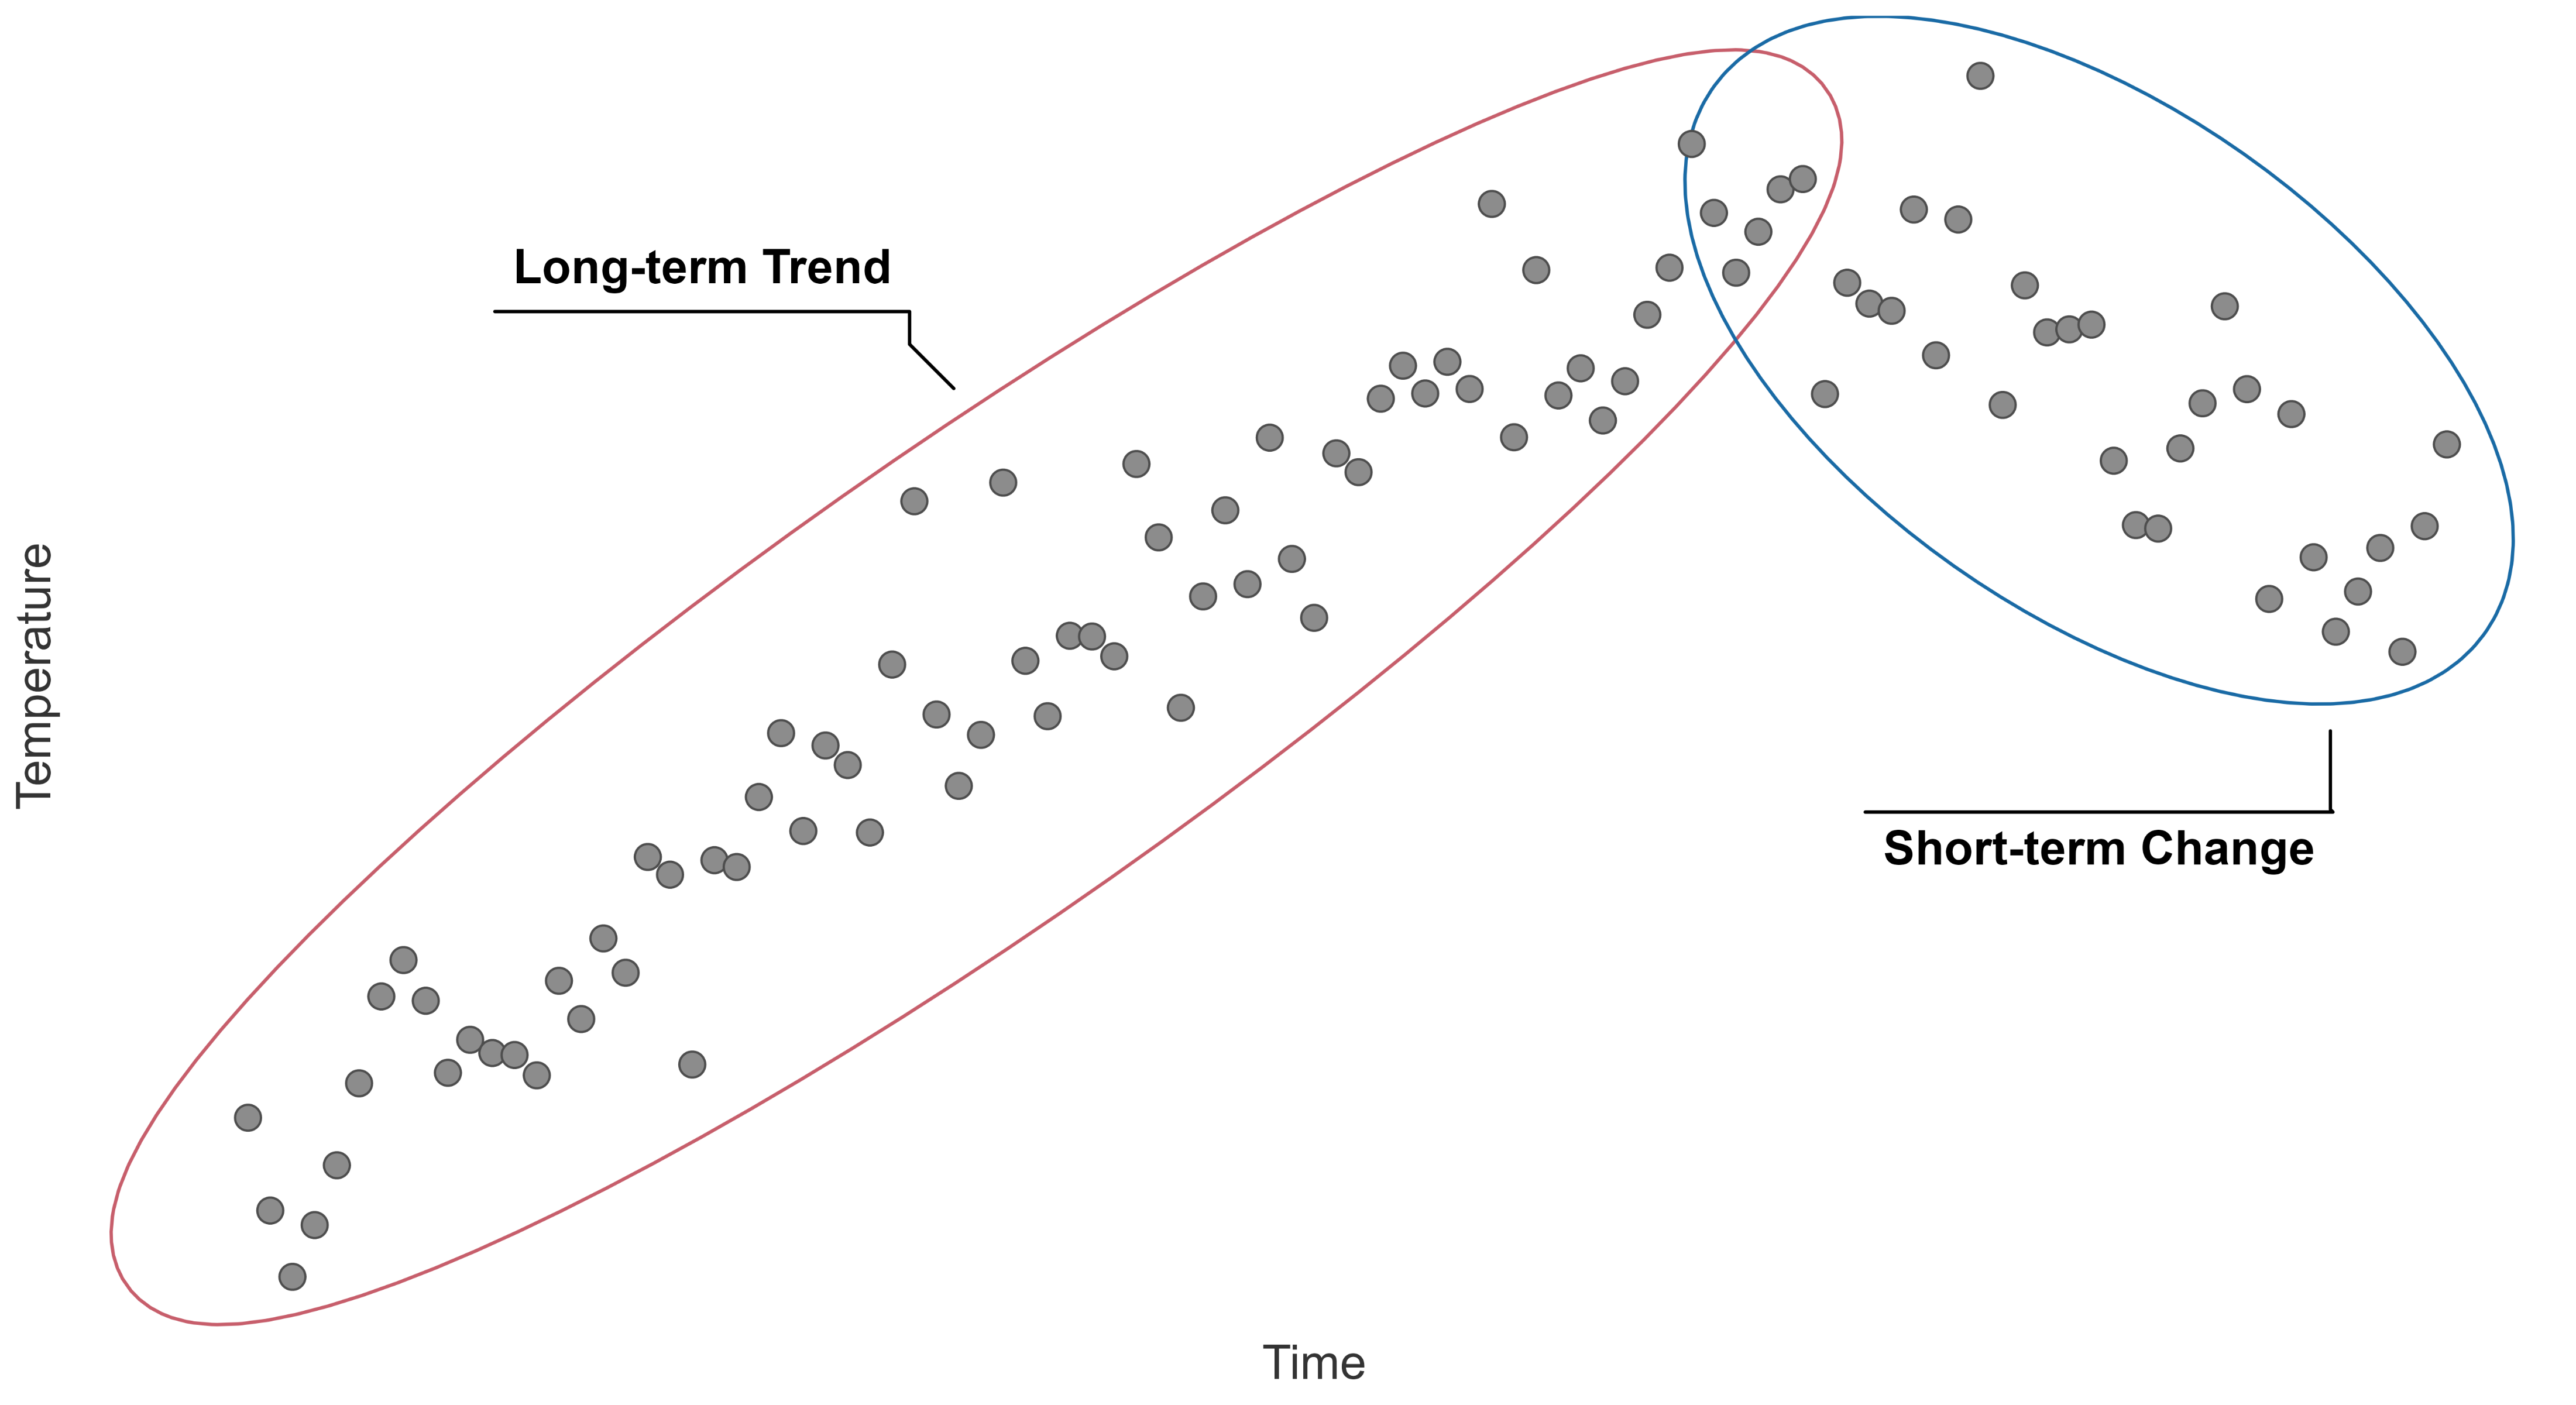 Long-term Trend
Temperature
Short-term Change
Time